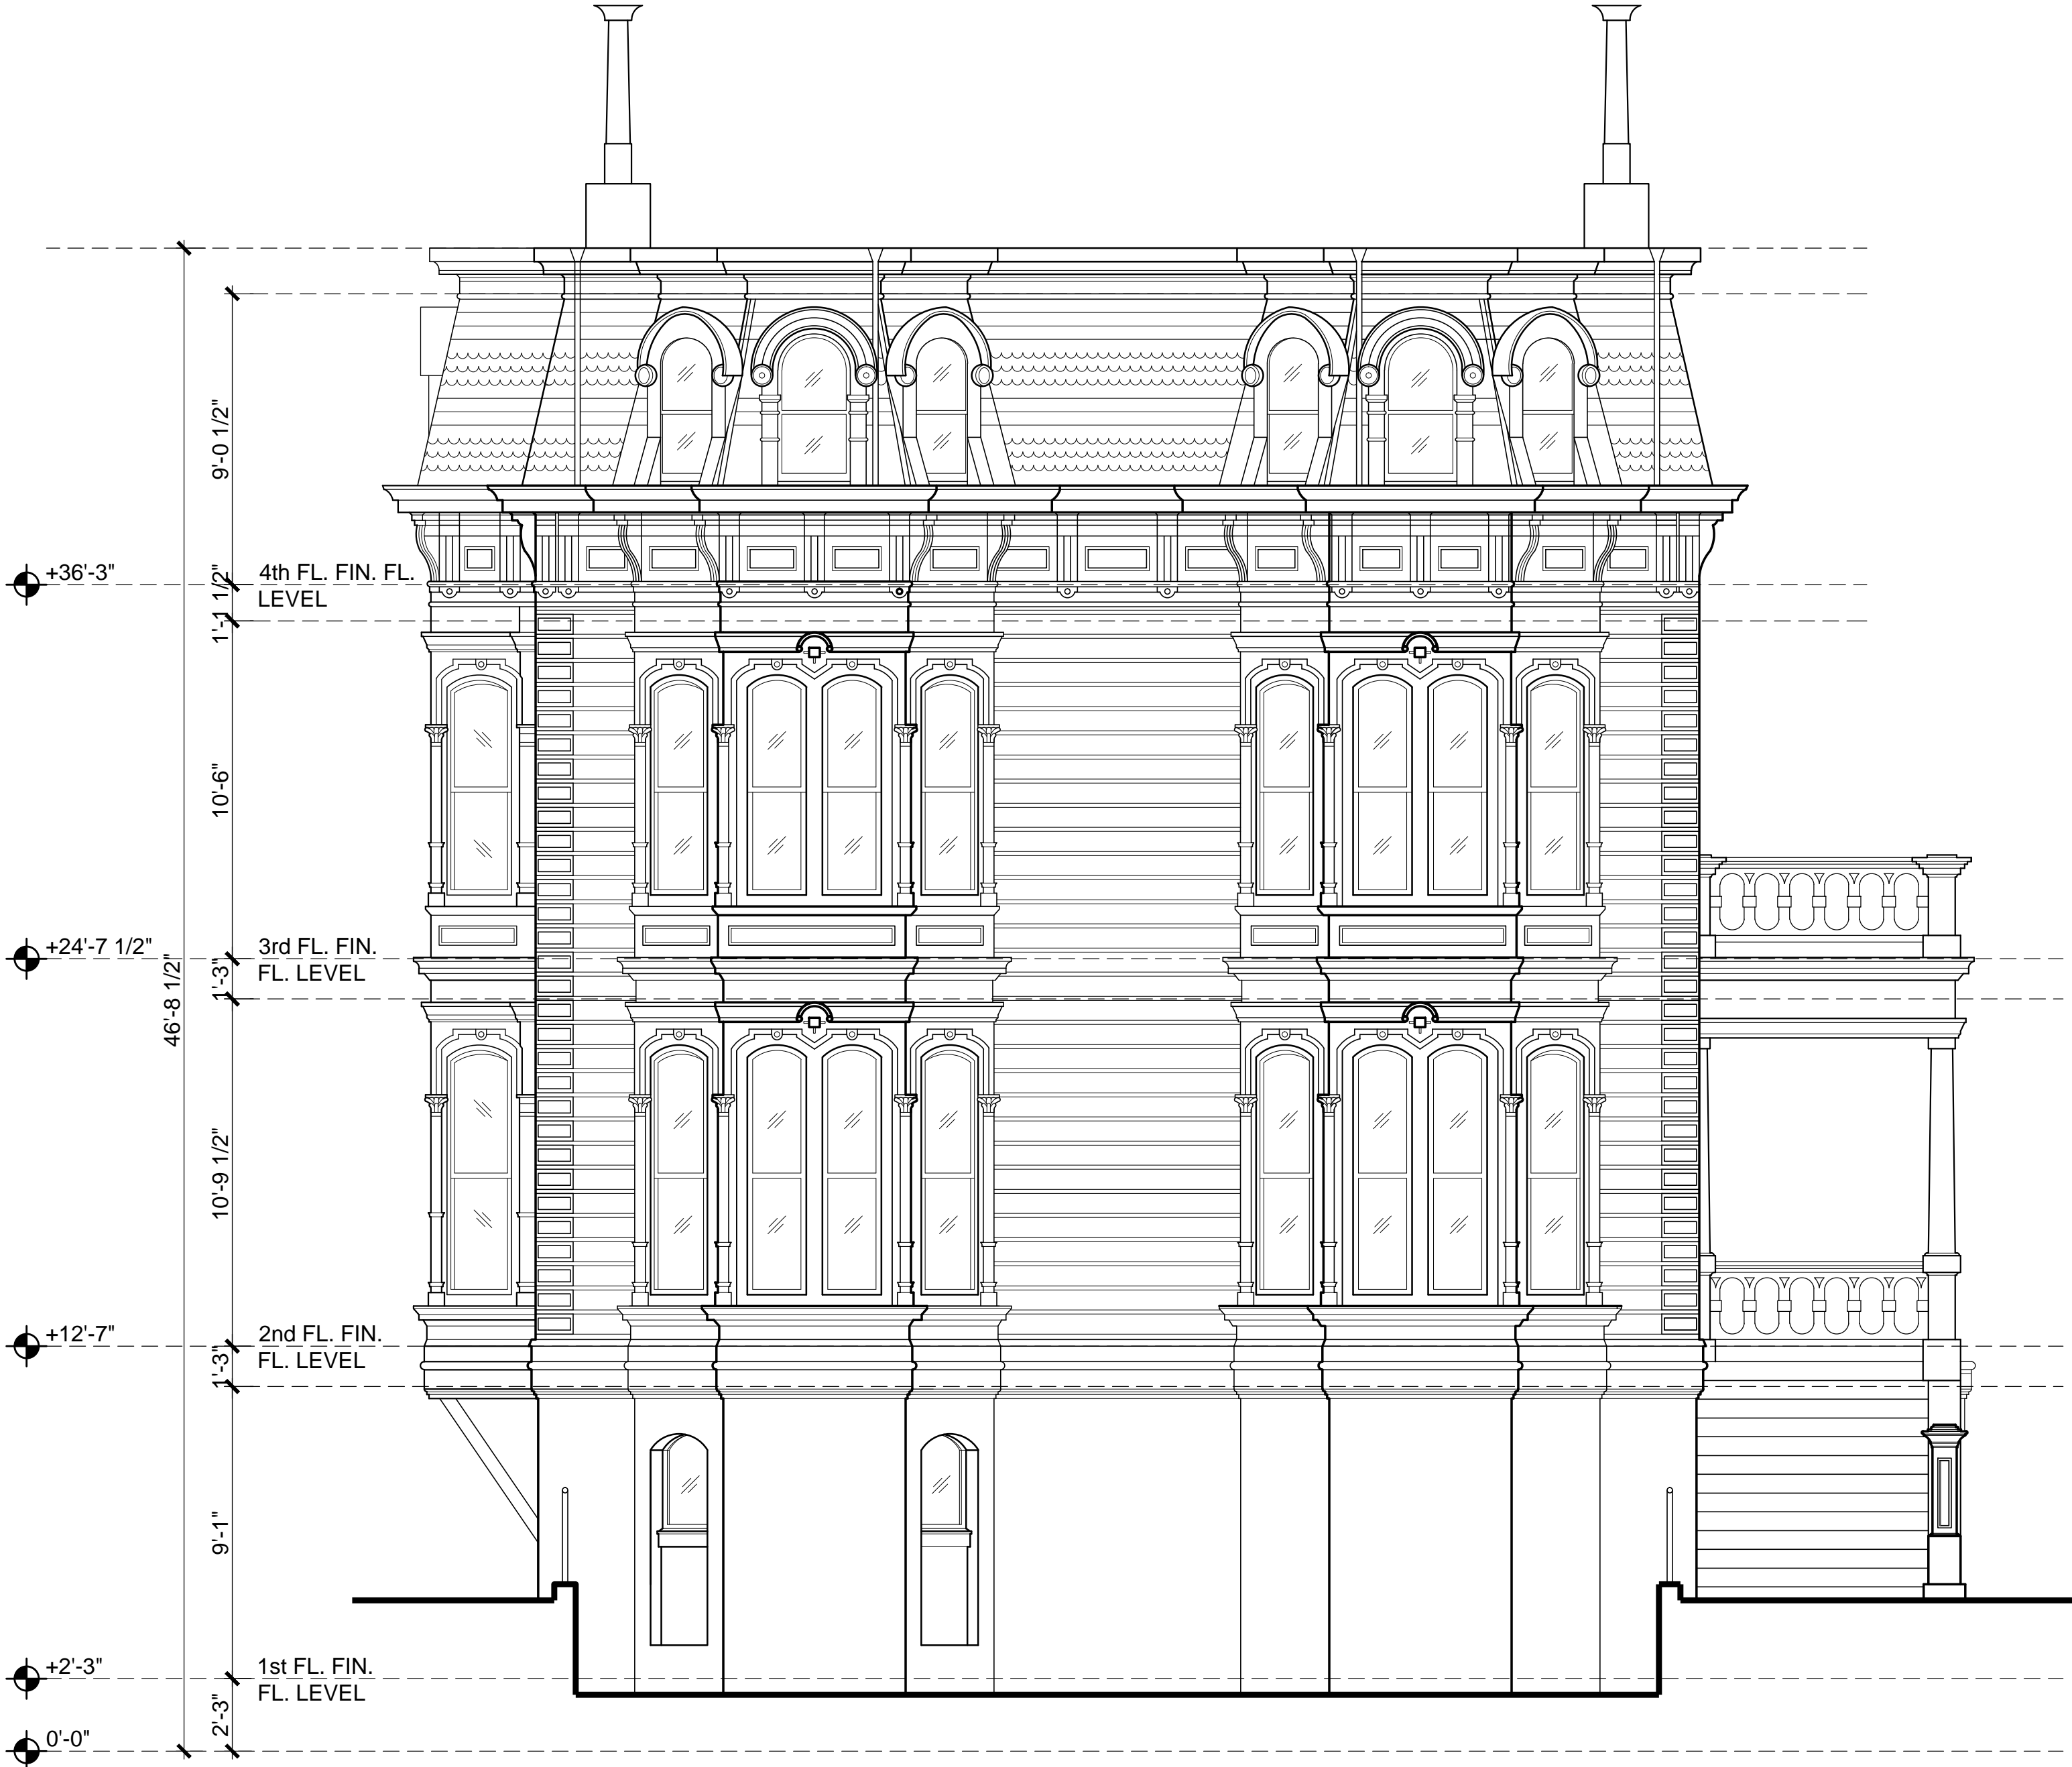 9'-0 1/2"
+36'-3"
4th FL. FIN. FL.
LEVEL
1'-1 1/2"
10'-6"
+24'-7 1/2"
3rd FL. FIN.
FL. LEVEL
1'-3"
46'-8 1/2"
10'-9 1/2"
+12'-7"
2nd FL. FIN.
FL. LEVEL
1'-3"
9'-1"
+2'-3"
1st FL. FIN.
FL. LEVEL
2'-3"
0'-0"